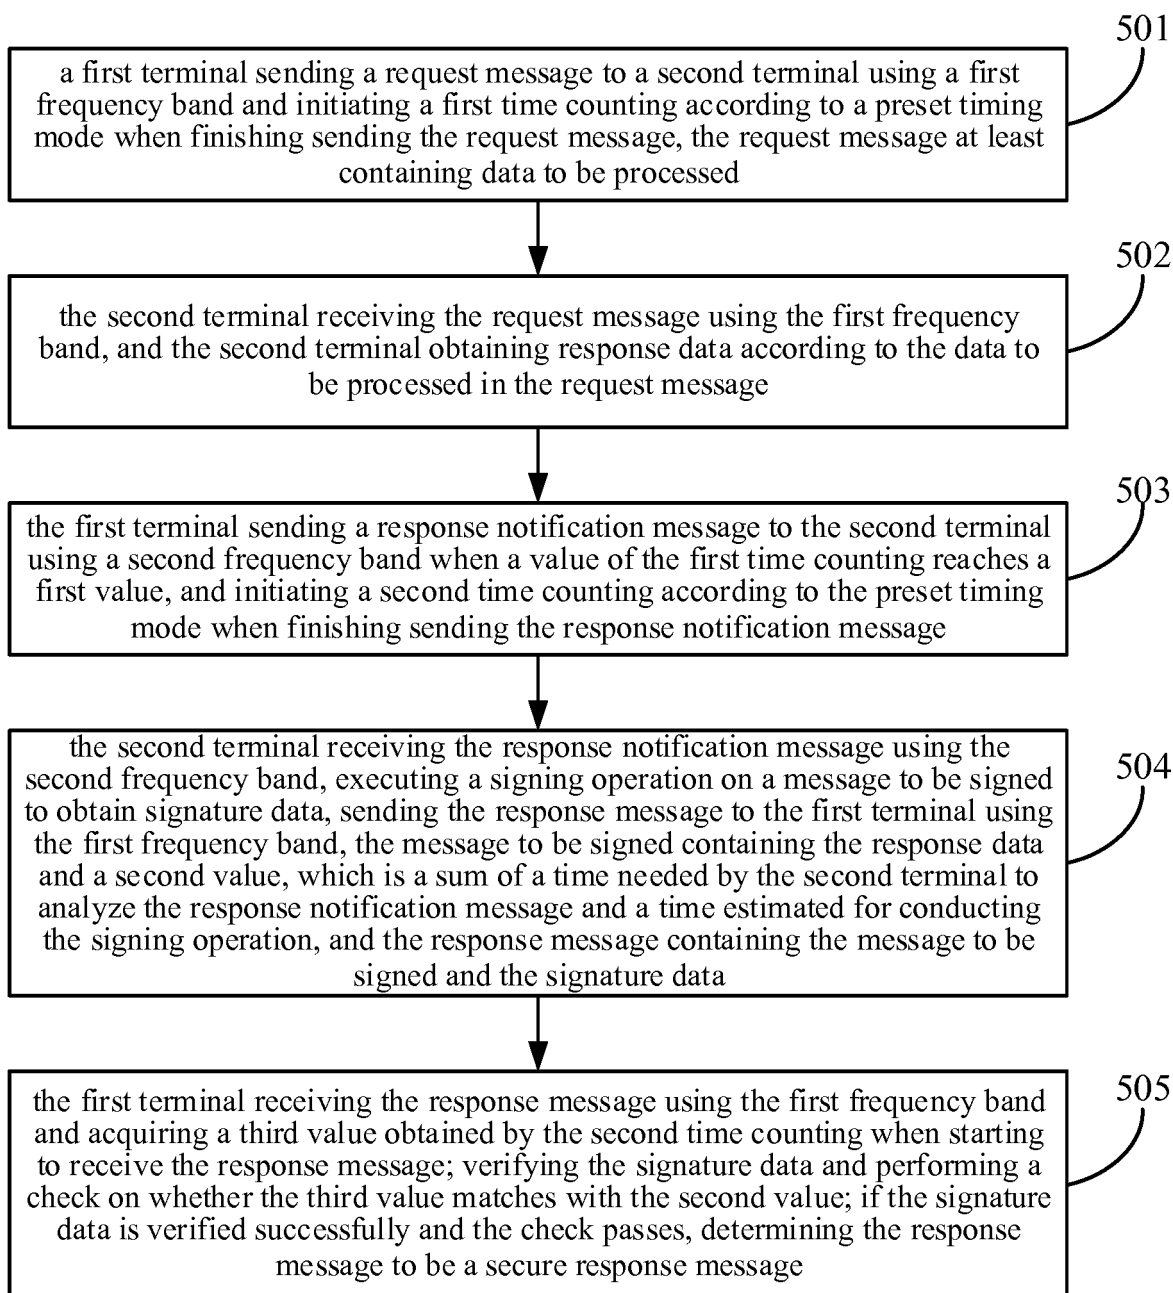 501
a first terminal sending a request message to a second terminal using a first
frequency band and initiating a first time counting according to a preset timing
mode when finishing sending the request message, the request message at least
containing data to be processed
502
the second terminal receiving the request message using the first frequency
band, and the second terminal obtaining response data according to the data to
be processed in the request message
503
the first terminal sending a response notification message to the second terminal
using a second frequency band when a value of the first time counting reaches a
first value, and initiating a second time counting according to the preset timing
mode when finishing sending the response notification message
504
the second terminal receiving the response notification message using the
second frequency band, executing a signing operation on a message to be signed
to obtain signature data, sending the response message to the first terminal using
the first frequency band, the message to be signed containing the response data
and a second value, which is a sum of a time needed by the second terminal to
analyze the response notification message and a time estimated for conducting
the signing operation, and the response message containing the message to be
signed and the signature data
505
the first terminal receiving the response message using the first frequency band
and acquiring a third value obtained by the second time counting when starting
to receive the response message; verifying the signature data and performing a
check on whether the third value matches with the second value; if the signature
data is verified successfully and the check passes, determining the response
message to be a secure response message